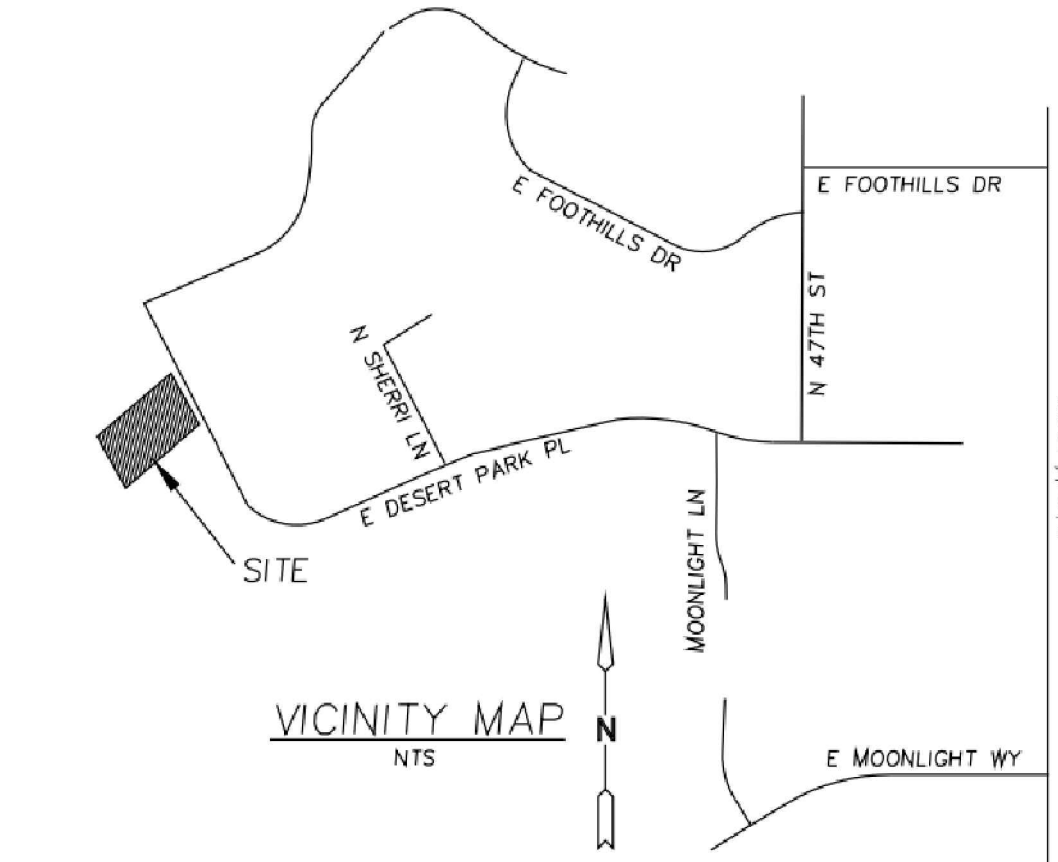 E FOOTHILLS DR
E FOOTHILLS DR
N 47TH ST
N SHERRI LN
E DESERT PARK PL
SITE
MOONLIGHT LN
VICINITY MAP
NTS
N
E MOONLIGHT WY